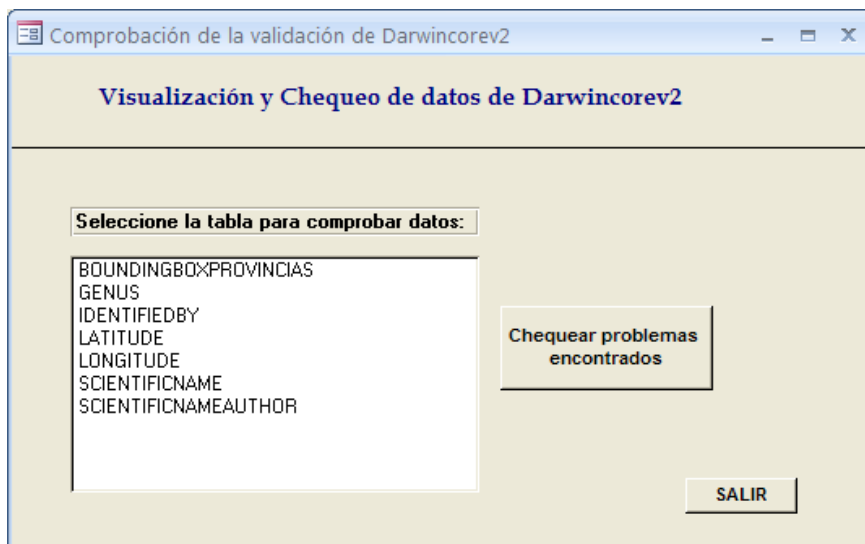 Comprobación de la validación de Darwincorev2
Visualización y Chequeo de datos de Darwincorev2
Seleccione la tabla para comprobar datos:
BOUNDINGBOXPROVINCIAS
GENUS
IDENTIFIEDBY
LATITUDE
LONGITUDE
SCIENTIFICNAME
SCIENTIFICNAMEAUTHOR
Chequear problemas
encontrados
SALIR